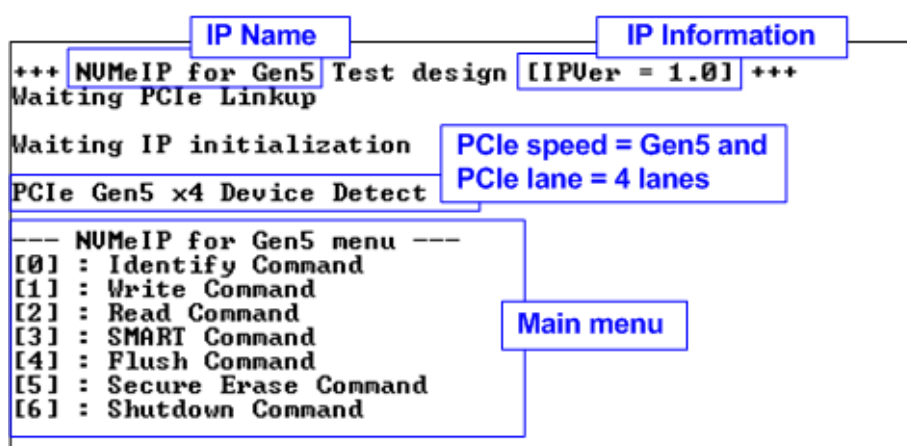 IP Name
IP Information
+++ NVMeIP for Gen5 Test design [IPVer = 1.0] +++
Waiting PCIe Linkup
Waiting IP initialization
PCIe speed = Gen5 and
PCIe lane = 4 lanes
PCIe Gen5 x4 Device Detect
--- NVMeIP for Gen5 menu ---
[0] : Identify Command
[1] : Write Command
[2] : Read Command
[3] : SMART Command
[4] : Flush Command
[5] : Secure Erase Command
[6] : Shutdown Command
Main menu